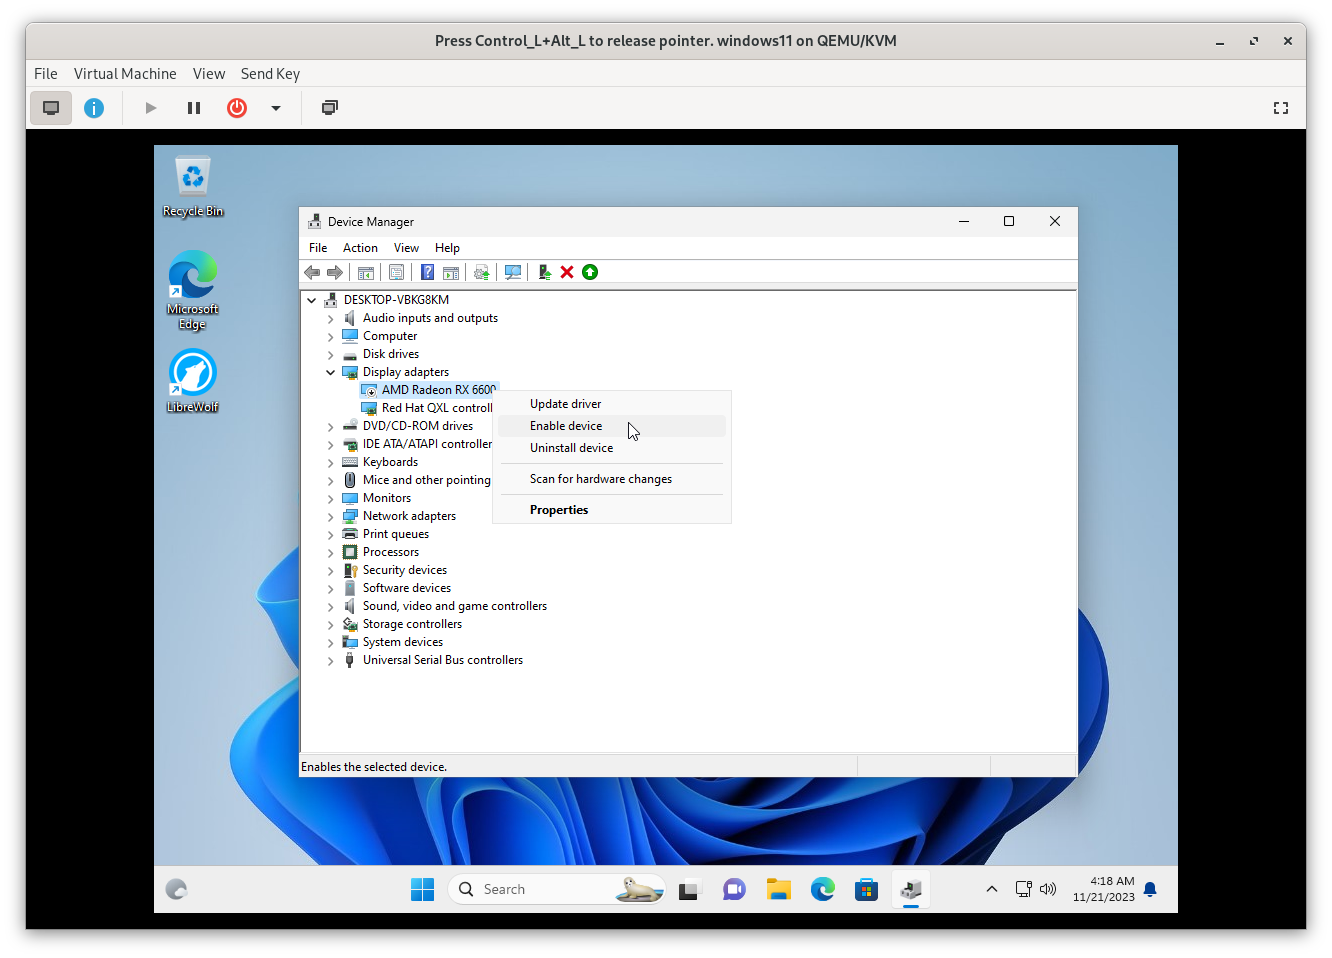 Press Control_L+Alt_L to release pointer. windows11 on QEMU/KVM
File Virtual Machine View Send Key
Recycle Bin
Microsoft Edge
LibreWolf
Device Manager
File Action View Help
DESKTOP-VBKG8KM
Audio inputs and outputs
Computer
Disk drives
Display adapters
AMD Radeon RX 6600
Red Hat QXL controll
DVD/CD-ROM drives
IDE ATA/ATAPI controller
Keyboards
Mice and other pointing
Monitors
Network adapters
Print queues
Processors
Security devices
Software devices
Sound, video and game controllers
Storage controllers
System devices
Universal Serial Bus controllers
Update driver
Enable device
Uninstall device
Scan for hardware changes
Properties
Enables the selected device.
Search
4:18 AM
11/21/2023